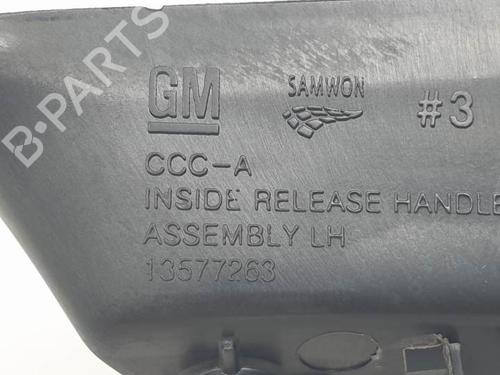 B-PARTS
GM
SAMWON
#3
CCC-A
INSIDE RELEASE HANDLE
ASSEMBLY LH
13577263